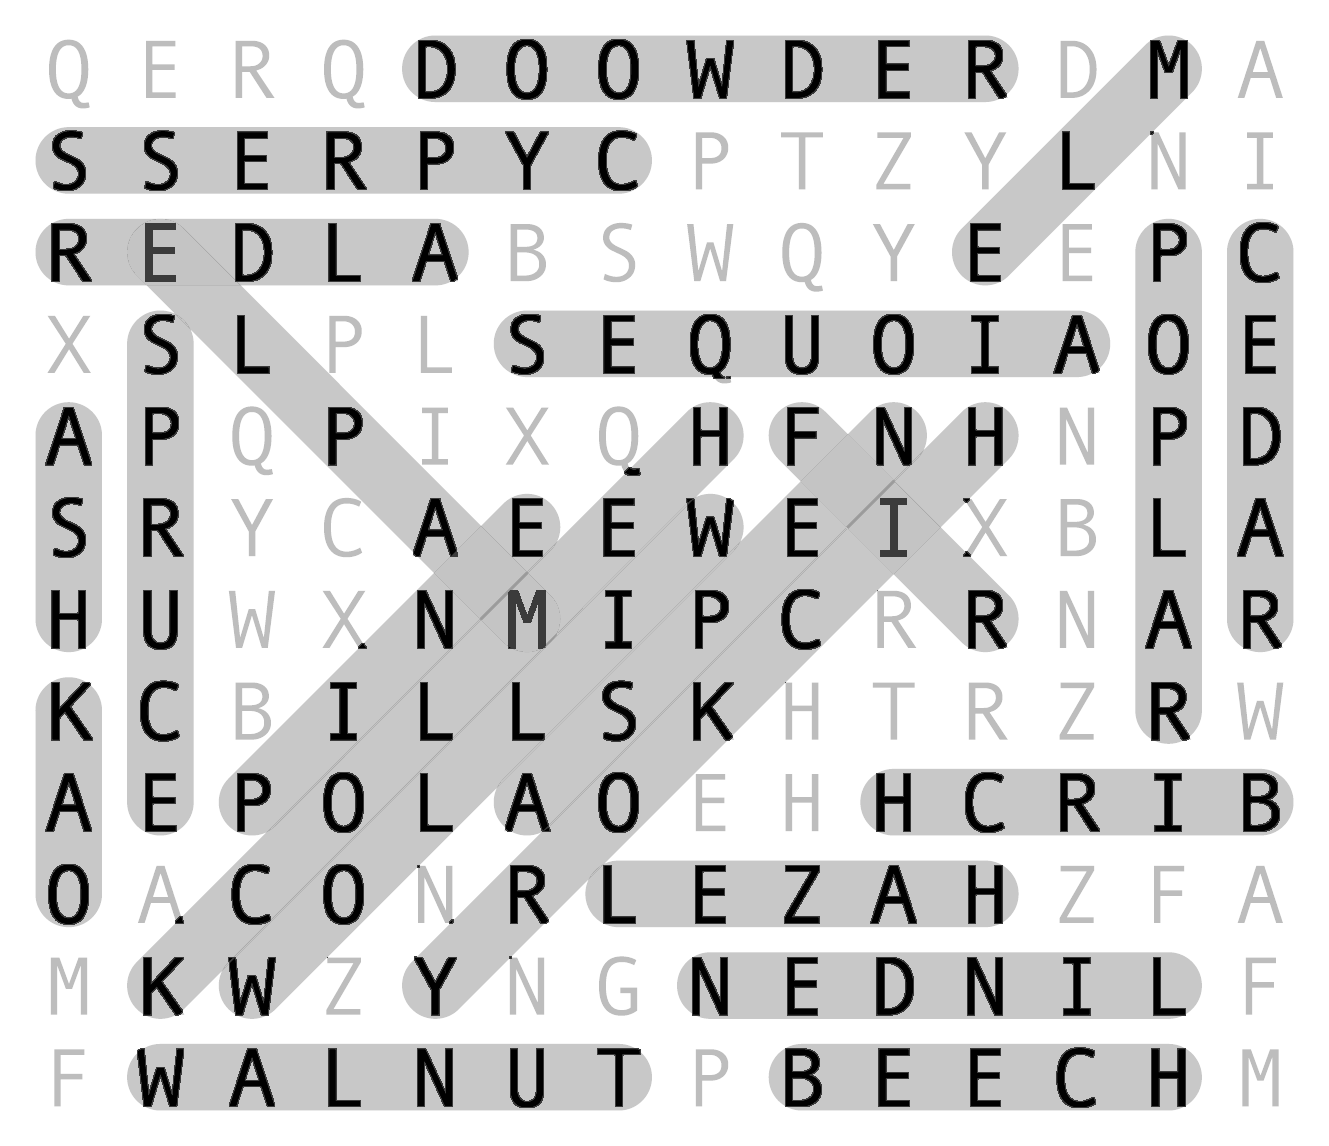 Q E R Q D O O W D E R D M A
S S E R P Y C P T Z Y L N I
R E D L A B S W Q Y E E P C
X S L P L S E Q U O I A O E
A P Q P I X Q H F N H N P D
S R Y C A E E W E I X B L A
H U W X N M I P C R R N A R
K C B I L L S K H T R Z R W
A E P O L A O E H H C R I B
O A C O N R L E Z A H Z F A
M K W Z Y N G N E D N I L F
F W A L N U T P B E E C H M